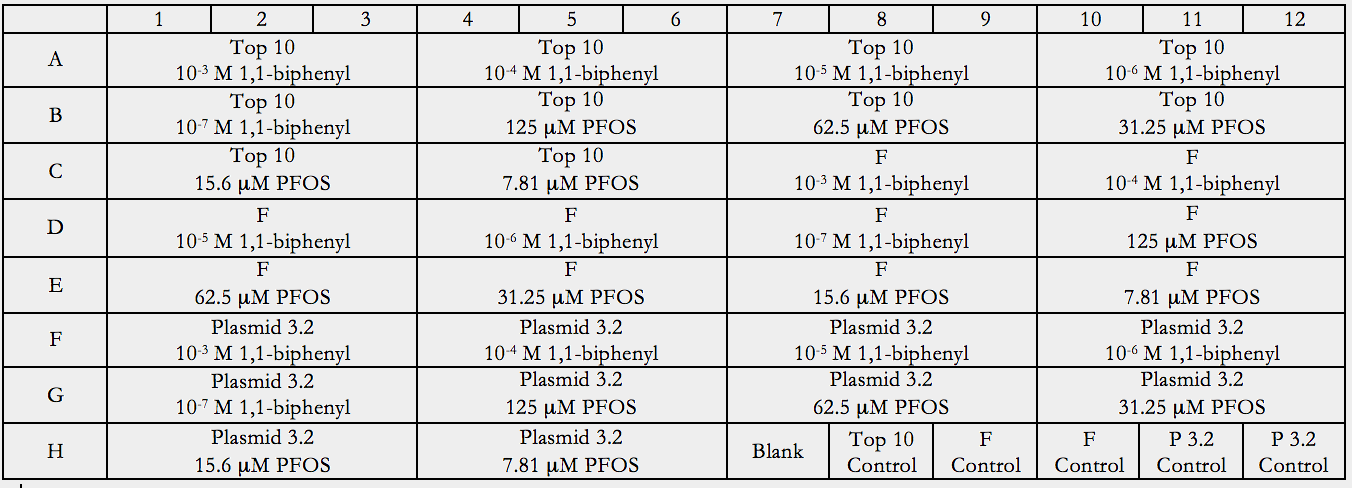 1 2 3 4 5 6 7 8 9 10 11 12
A Top 10 Top 10 Top 10 Top 10
10⁻³ M 1,1-biphenyl 10⁻⁴ M 1,1-biphenyl 10⁻⁵ M 1,1-biphenyl 10⁻⁶ M 1,1-biphenyl
B Top 10 Top 10 Top 10 Top 10
10⁻⁷ M 1,1-biphenyl 125 μM PFOS 62.5 μM PFOS 31.25 μM PFOS
C Top 10 Top 10 F F
15.6 μM PFOS 7.81 μM PFOS 10⁻³ M 1,1-biphenyl 10⁻⁴ M 1,1-biphenyl
D F F F F
10⁻⁵ M 1,1-biphenyl 10⁻⁶ M 1,1-biphenyl 10⁻⁷ M 1,1-biphenyl 125 μM PFOS
E F F F F
62.5 μM PFOS 31.25 μM PFOS 15.6 μM PFOS 7.81 μM PFOS
F Plasmid 3.2 Plasmid 3.2 Plasmid 3.2 Plasmid 3.2
10⁻³ M 1,1-biphenyl 10⁻⁴ M 1,1-biphenyl 10⁻⁵ M 1,1-biphenyl 10⁻⁶ M 1,1-biphenyl
G Plasmid 3.2 Plasmid 3.2 Plasmid 3.2 Plasmid 3.2
10⁻⁷ M 1,1-biphenyl 125 μM PFOS 62.5 μM PFOS 31.25 μM PFOS
H Plasmid 3.2 Plasmid 3.2 Blank Top 10 F F P 3.2 P 3.2
15.6 μM PFOS 7.81 μM PFOS Control Control Control Control Control